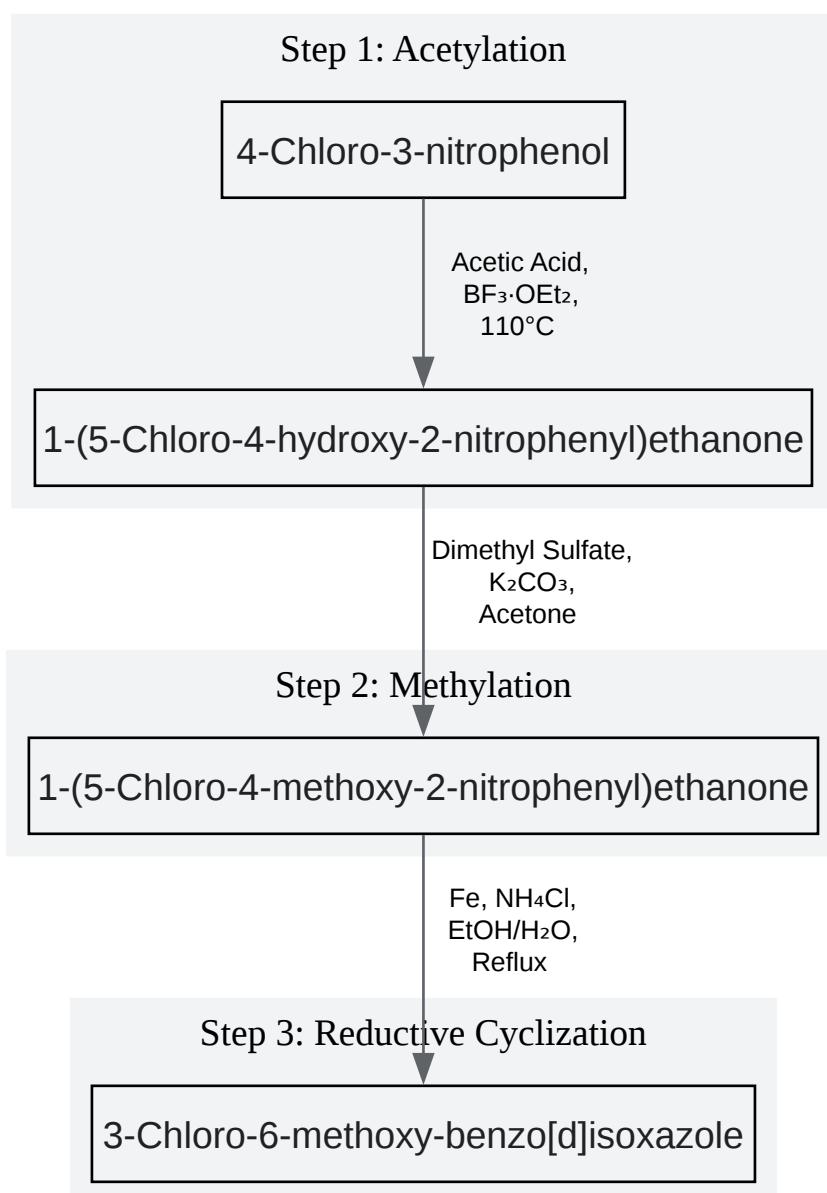 Step 1: Acetylation
4-Chloro-3-nitrophenol
Acetic Acid,
BF₃·OEt₂,
110°C
1-(5-Chloro-4-hydroxy-2-nitrophenyl)ethanone
Dimethyl Sulfate,
K₂CO₃,
Acetone
Step 2: Methylation
1-(5-Chloro-4-methoxy-2-nitrophenyl)ethanone
Fe, NH₄Cl,
EtOH/H₂O,
Reflux
Step 3: Reductive Cyclization
3-Chloro-6-methoxy-benzo[d]isoxazole